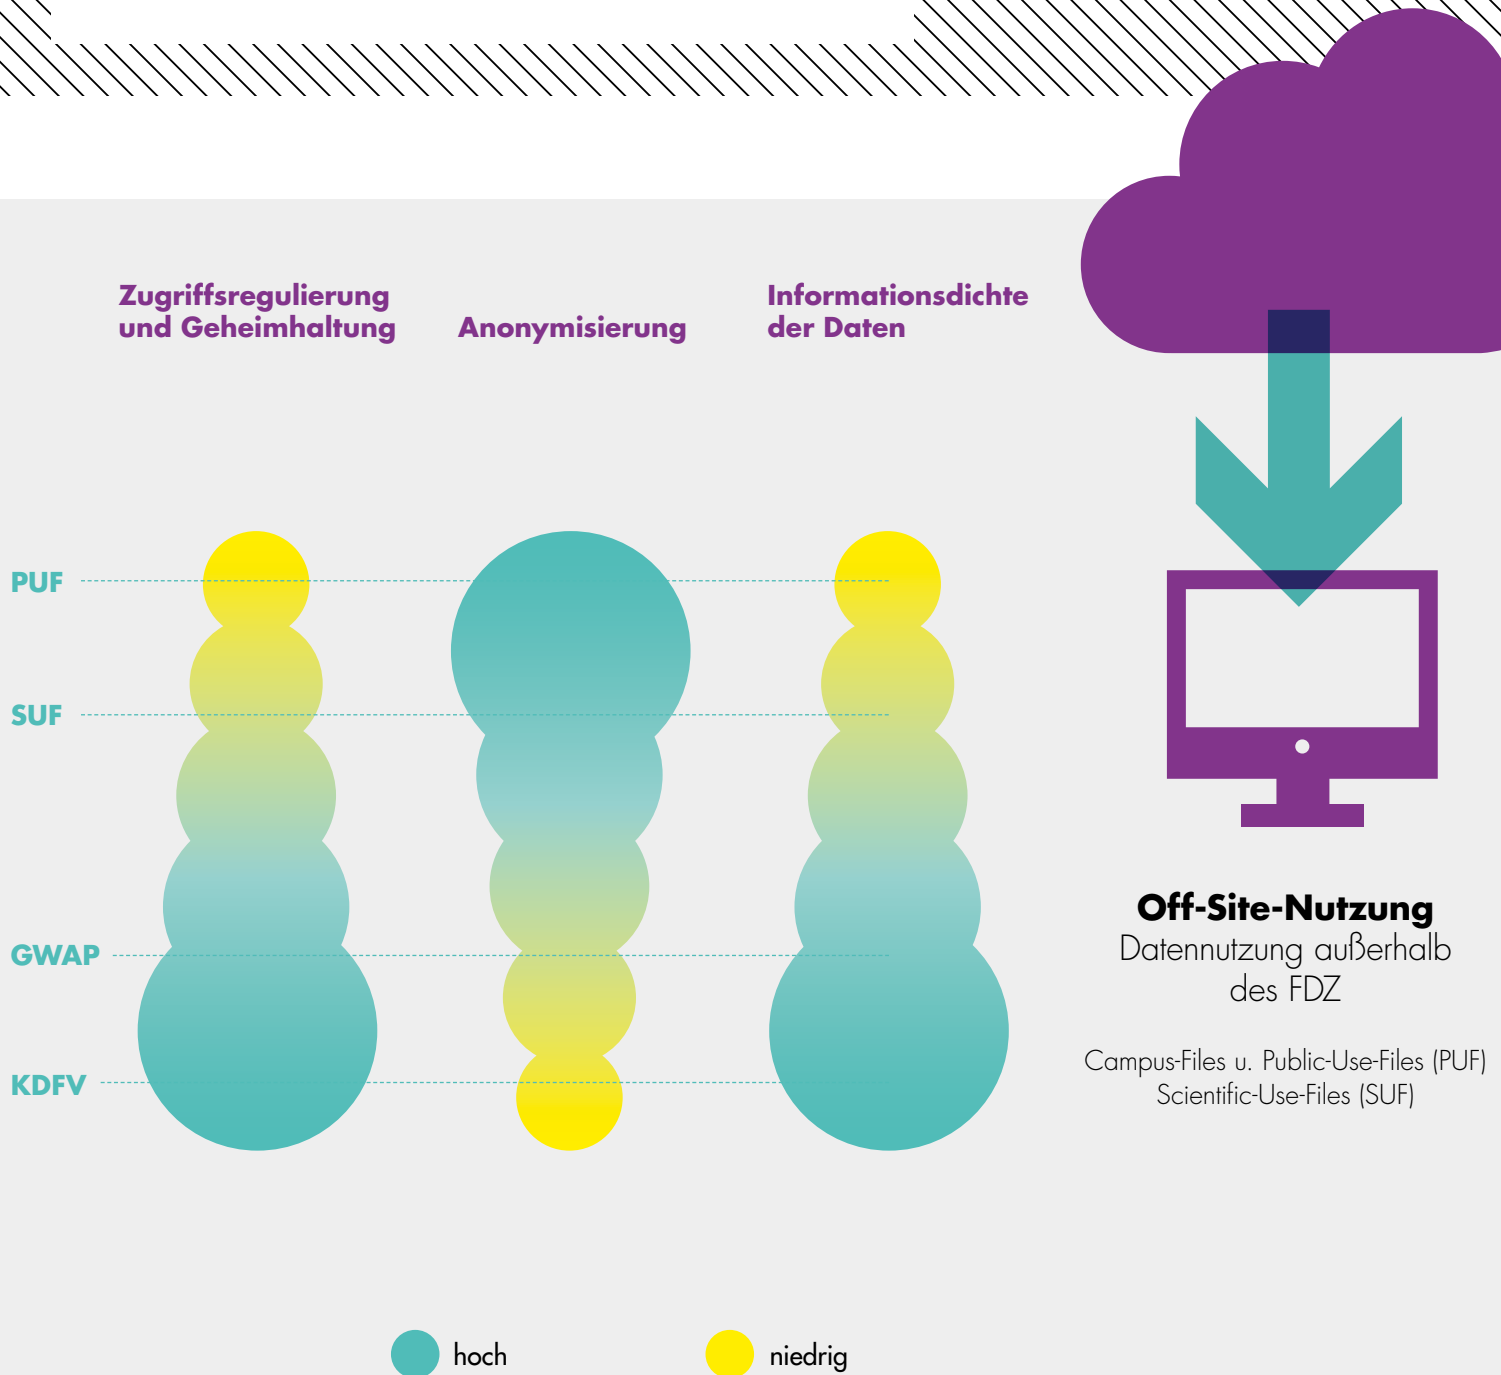 Zugriffsregulierung
und Geheimhaltung
Anonymisierung
Informationsdichte
der Daten
PUF
SUF
GWAP
KDFV
Off-Site-Nutzung
Datennutzung außerhalb
des FDZ
Campus-Files u. Public-Use-Files (PUF)
Scientific-Use-Files (SUF)
hoch
niedrig